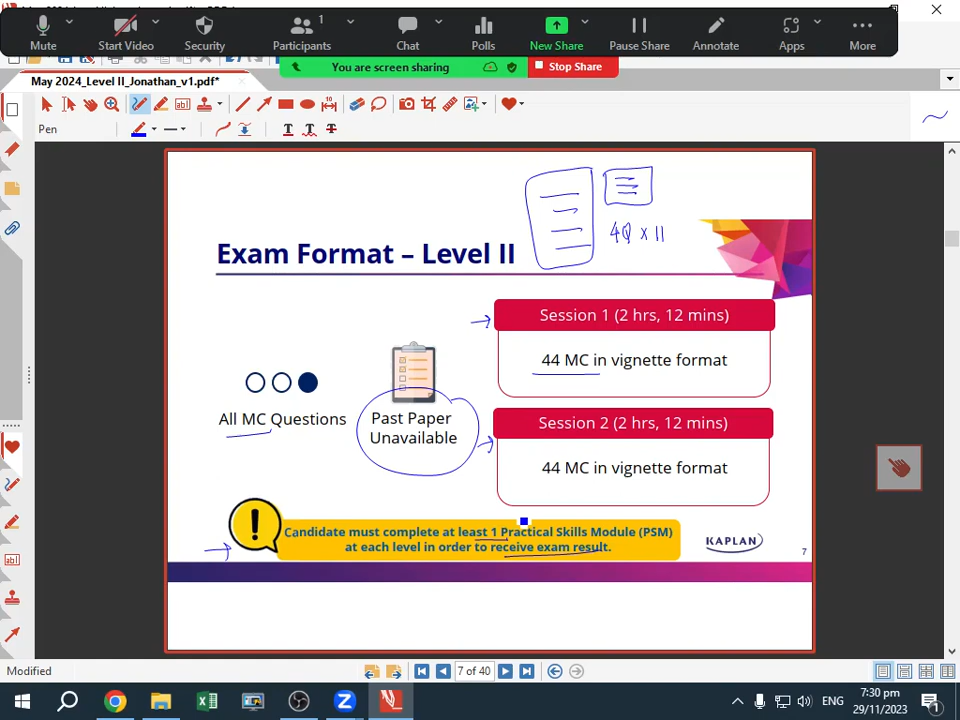 Mute
Start Video
Security
Participants
1
Chat
Polls
New Share
Pause Share
Annotate
Apps
More
You are screen sharing
Stop Share
May 2024_Level II_Jonathan_v1.pdf*
Pen
4Q x 11
Exam Format – Level II
Session 1 (2 hrs, 12 mins)
44 MC in vignette format
All MC Questions
Past Paper
Unavailable
Session 2 (2 hrs, 12 mins)
44 MC in vignette format
Candidate must complete at least 1 Practical Skills Module (PSM)
at each level in order to receive exam result.
KAPLAN
7
Modified
7 of 40
ENG
7:30 pm
29/11/2023
1